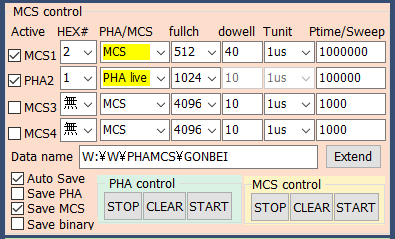 MCS control
Active HEX# PHA/MCS fullch dowell Tunit Ptime/Sweep
MCS1 2 MCS 512 40 1us 1000000
PHA2 1 PHA live 1024 10 1us 100000
MCS3 無 MCS 4096 10 1us 1000
MCS4 無 MCS 4096 10 1us 1000
Data name W:¥W¥PHAMCS¥GONBEI Extend
Auto Save
Save PHA
Save MCS
Save binary
PHA control
STOP CLEAR START
MCS control
STOP CLEAR START